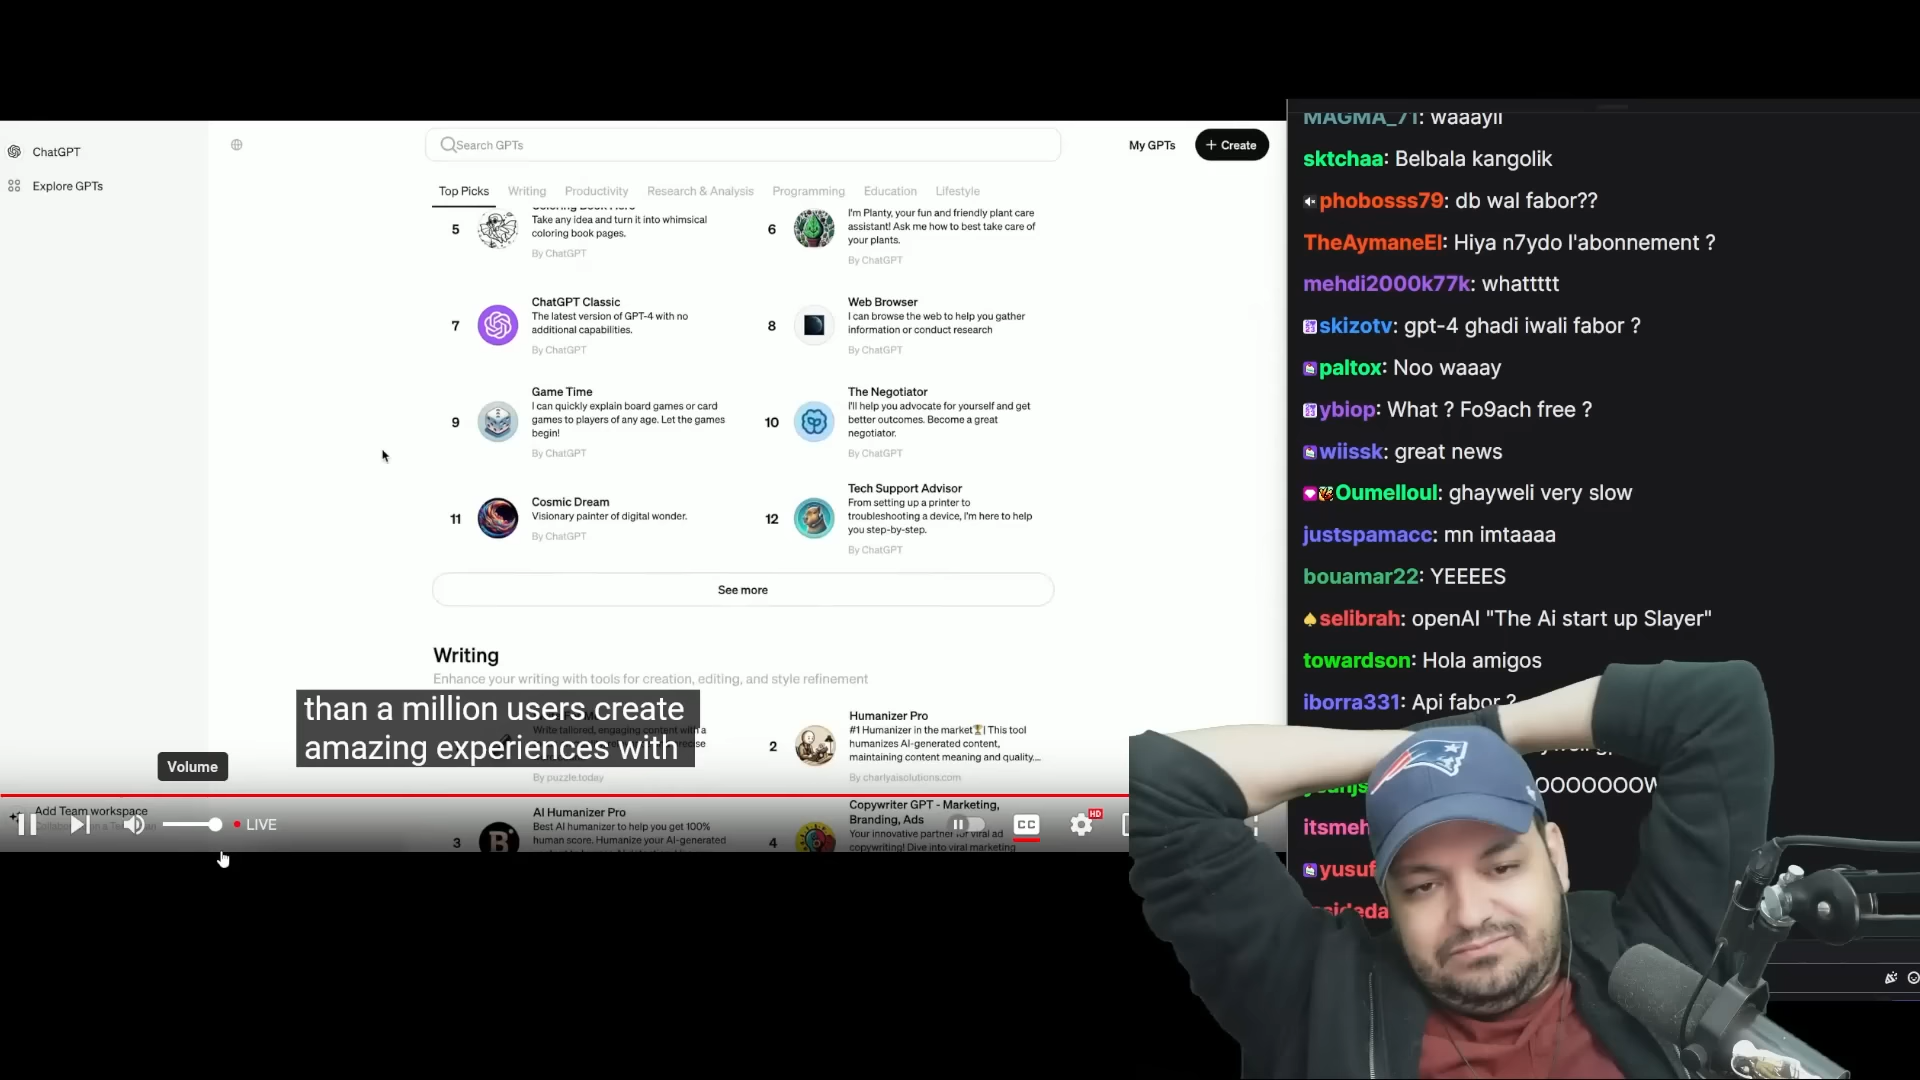 ChatGPT
Explore GPTs
Search GPTs
My GPTs
+ Create
Top Picks
Writing
Productivity
Research & Analysis
Programming
Education
Lifestyle
5
Take any idea and turn it into whimsical
coloring book pages.
By ChatGPT
6
I'm Planty, your fun and friendly plant care
assistant! Ask me how to best take care of
your plants.
By ChatGPT
7
ChatGPT Classic
The latest version of GPT-4 with no
additional capabilities.
By ChatGPT
8
Web Browser
I can browse the web to help you gather
information or conduct research
By ChatGPT
9
Game Time
I can quickly explain board games or card
games to players of any age. Let the games
begin!
By ChatGPT
10
The Negotiator
I'll help you advocate for yourself and get
better outcomes. Become a great
negotiator.
By ChatGPT
11
Cosmic Dream
Visionary painter of digital wonder.
By ChatGPT
12
Tech Support Advisor
From setting up a printer to
troubleshooting a device, I'm here to help
you step-by-step.
By ChatGPT
See more
Writing
Enhance your writing with tools for creation, editing, and style refinement
than a million users create
amazing experiences with
By puzzle.today
2
Humanizer Pro
#1 Humanizer in the market🏆! This tool
humanizes AI-generated content,
maintaining content meaning and quality....
By charlyaisolutions.com
3
AI Humanizer Pro
Best AI humanizer to help you get 100%
human score. Humanize your AI-generated
4
Copywriter GPT - Marketing,
Branding, Ads
Your innovative partner for viral ad
copywriting! Dive into viral marketing
Volume
Add Team workspace
LIVE
CC
HD
MAGMA_71: waaayli
sktchaa: Belbala kangolik
phobosss79: db wal fabor??
TheAymaneEl: Hiya n7ydo l'abonnement ?
mehdi2000k77k: whattttt
skizotv: gpt-4 ghadi iwali fabor ?
paltox: Noo waaay
ybiop: What ? Fo9ach free ?
wiissk: great news
Oumelloul: ghayweli very slow
justspamacc: mn imtaaaa
bouamar22: YEEEES
selibrah: openAI "The Ai start up Slayer"
towardson: Hola amigos
iborra331: Api fabor ?
OOOOOOOW
itsmeh
yusuf